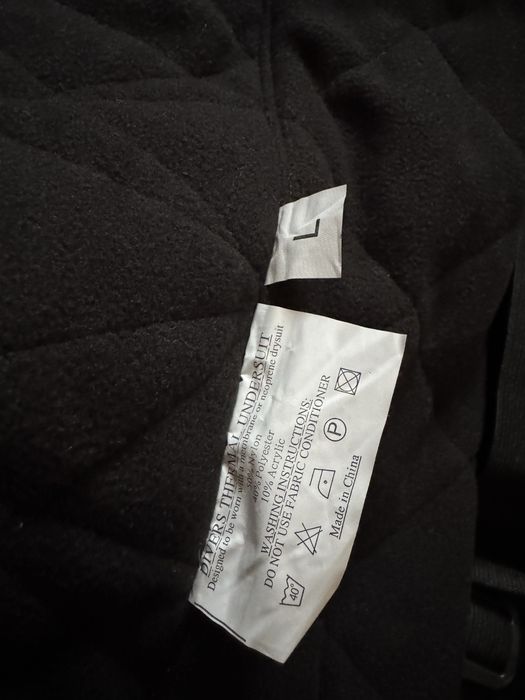 L
DIVERS THERMAL UNDERSUIT
Designed to be worn with a membrane or neoprene drysuit
50% Nylon
40% Polyester
10% Acrylic
WASHING INSTRUCTIONS:
DO NOT USE FABRIC CONDITIONER
40°
P
Made in China